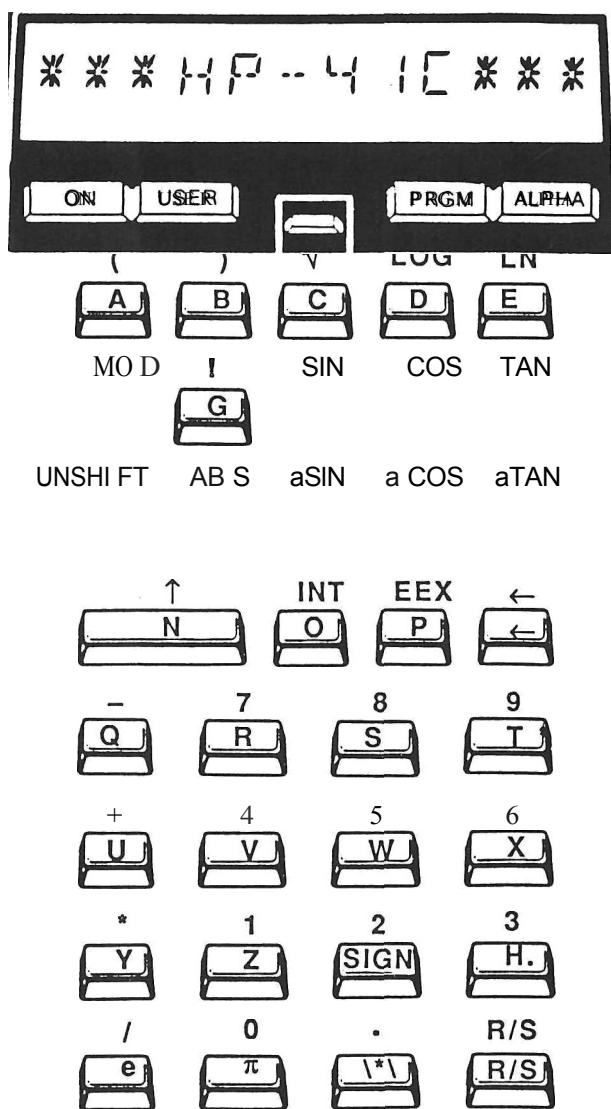 * * * HP--41C * * *
ON USER PRGM ALPHA
( ) √ LOG LN
A B C D E
MO D ! SIN COS TAN
G
UNSHI FT AB S aSIN a COS aTAN
↑ INT EEX ←
N O P ←
– 7 8 9
Q R S T
+ 4 5 6
U V W X
* 1 2 3
Y Z SIGN H.
/ 0 . R/S
e π \*\ R/S